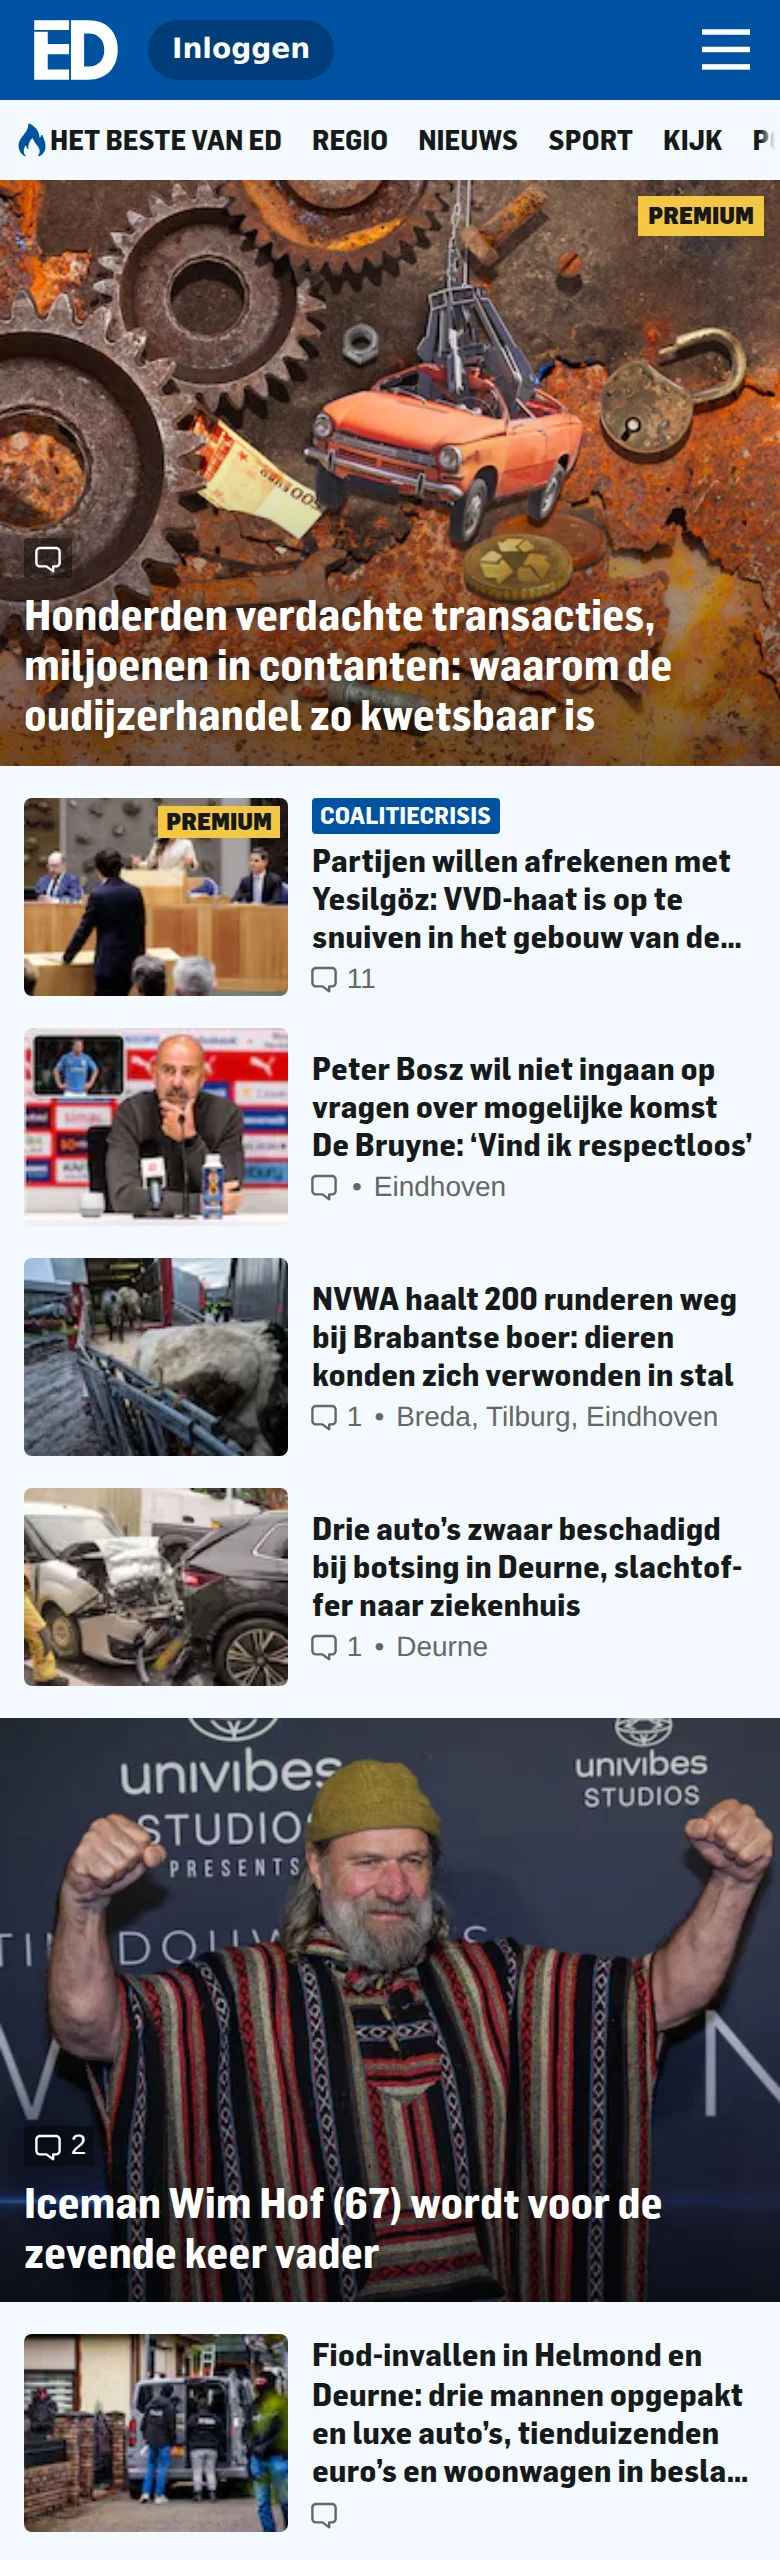 ED
Inloggen
HET BESTE VAN ED REGIO NIEUWS SPORT KIJK
PREMIUM
Honderden verdachte transacties,
miljoenen in contanten: waarom de
oudijzerhandel zo kwetsbaar is
PREMIUM
COALITIECRISIS
Partijen willen afrekenen met
Yesilgöz: VVD-haat is op te
snuiven in het gebouw van de...
11
Peter Bosz wil niet ingaan op
vragen over mogelijke komst
De Bruyne: ‘Vind ik respectloos’
• Eindhoven
NVWA haalt 200 runderen weg
bij Brabantse boer: dieren
konden zich verwonden in stal
1 • Breda, Tilburg, Eindhoven
Drie auto’s zwaar beschadigd
bij botsing in Deurne, slachtof-
fer naar ziekenhuis
1 • Deurne
univibes
STUDIO
PRESENTS
univibes
STUDIOS
2
Iceman Wim Hof (67) wordt voor de
zevende keer vader
Fiod-invallen in Helmond en
Deurne: drie mannen opgepakt
en luxe auto’s, tienduizenden
euro’s en woonwagen in besla...